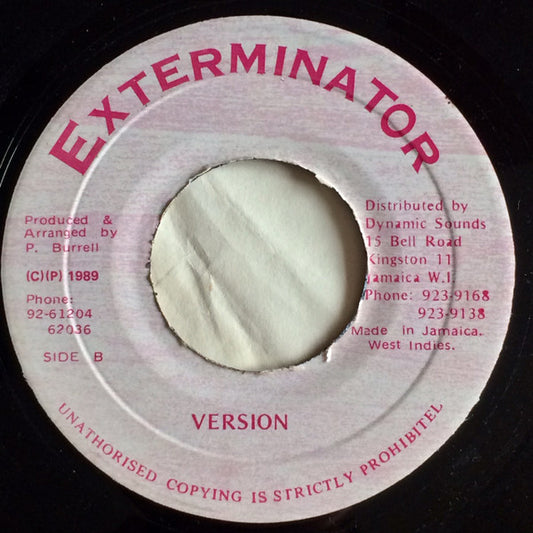 EXTERMINATOR
Produced &
Arranged by
P. Burrell
(C)(P) 1989
Phone:
92-61204
62036
SIDE B
Distributed by
Dynamic Sounds
15 Bell Road
Kingston 11
Jamaica W.I.
Phone: 923-9168
923-9138
Made in Jamaica.
West Indies.
VERSION
UNATHORISED COPYING IS STRICTLY PROHIBITEL